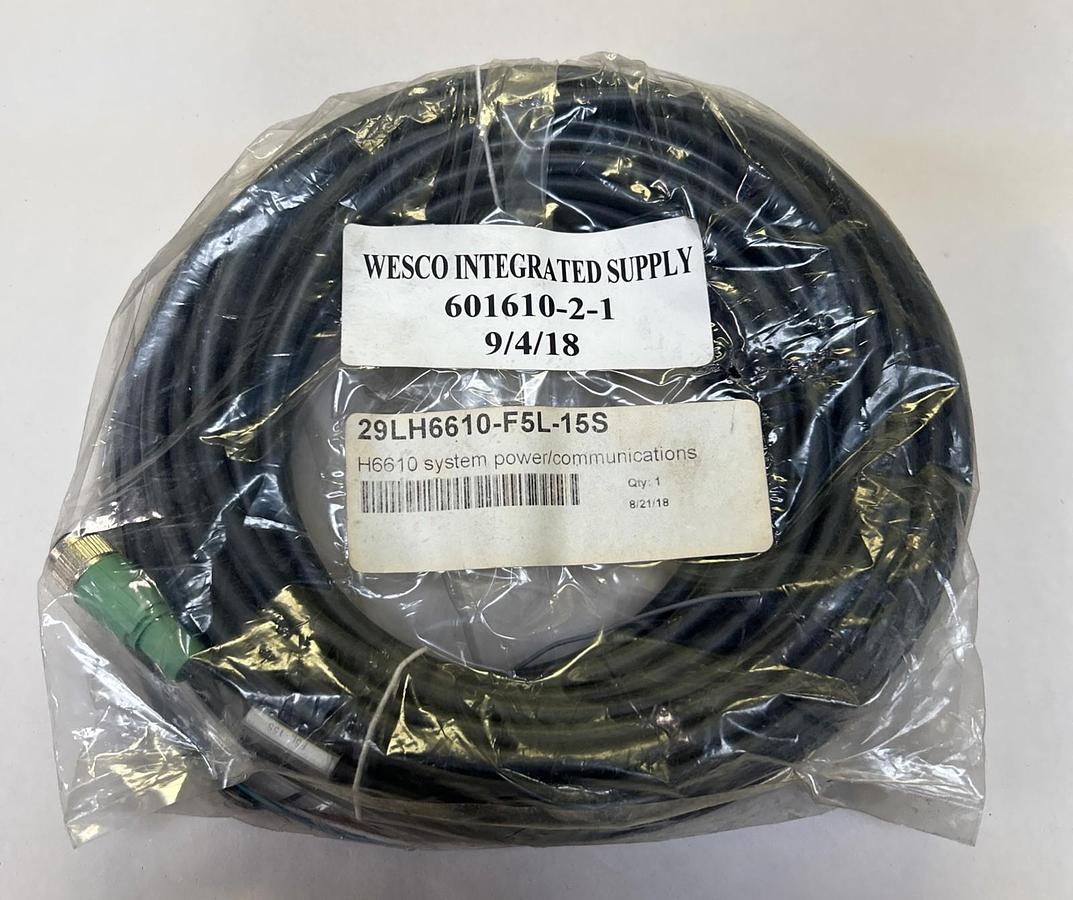 WESCO INTEGRATED SUPPLY
601610-2-1
9/4/18
29LH6610-F5L-15S
H6610 system power/communications
Qty: 1
8/21/18